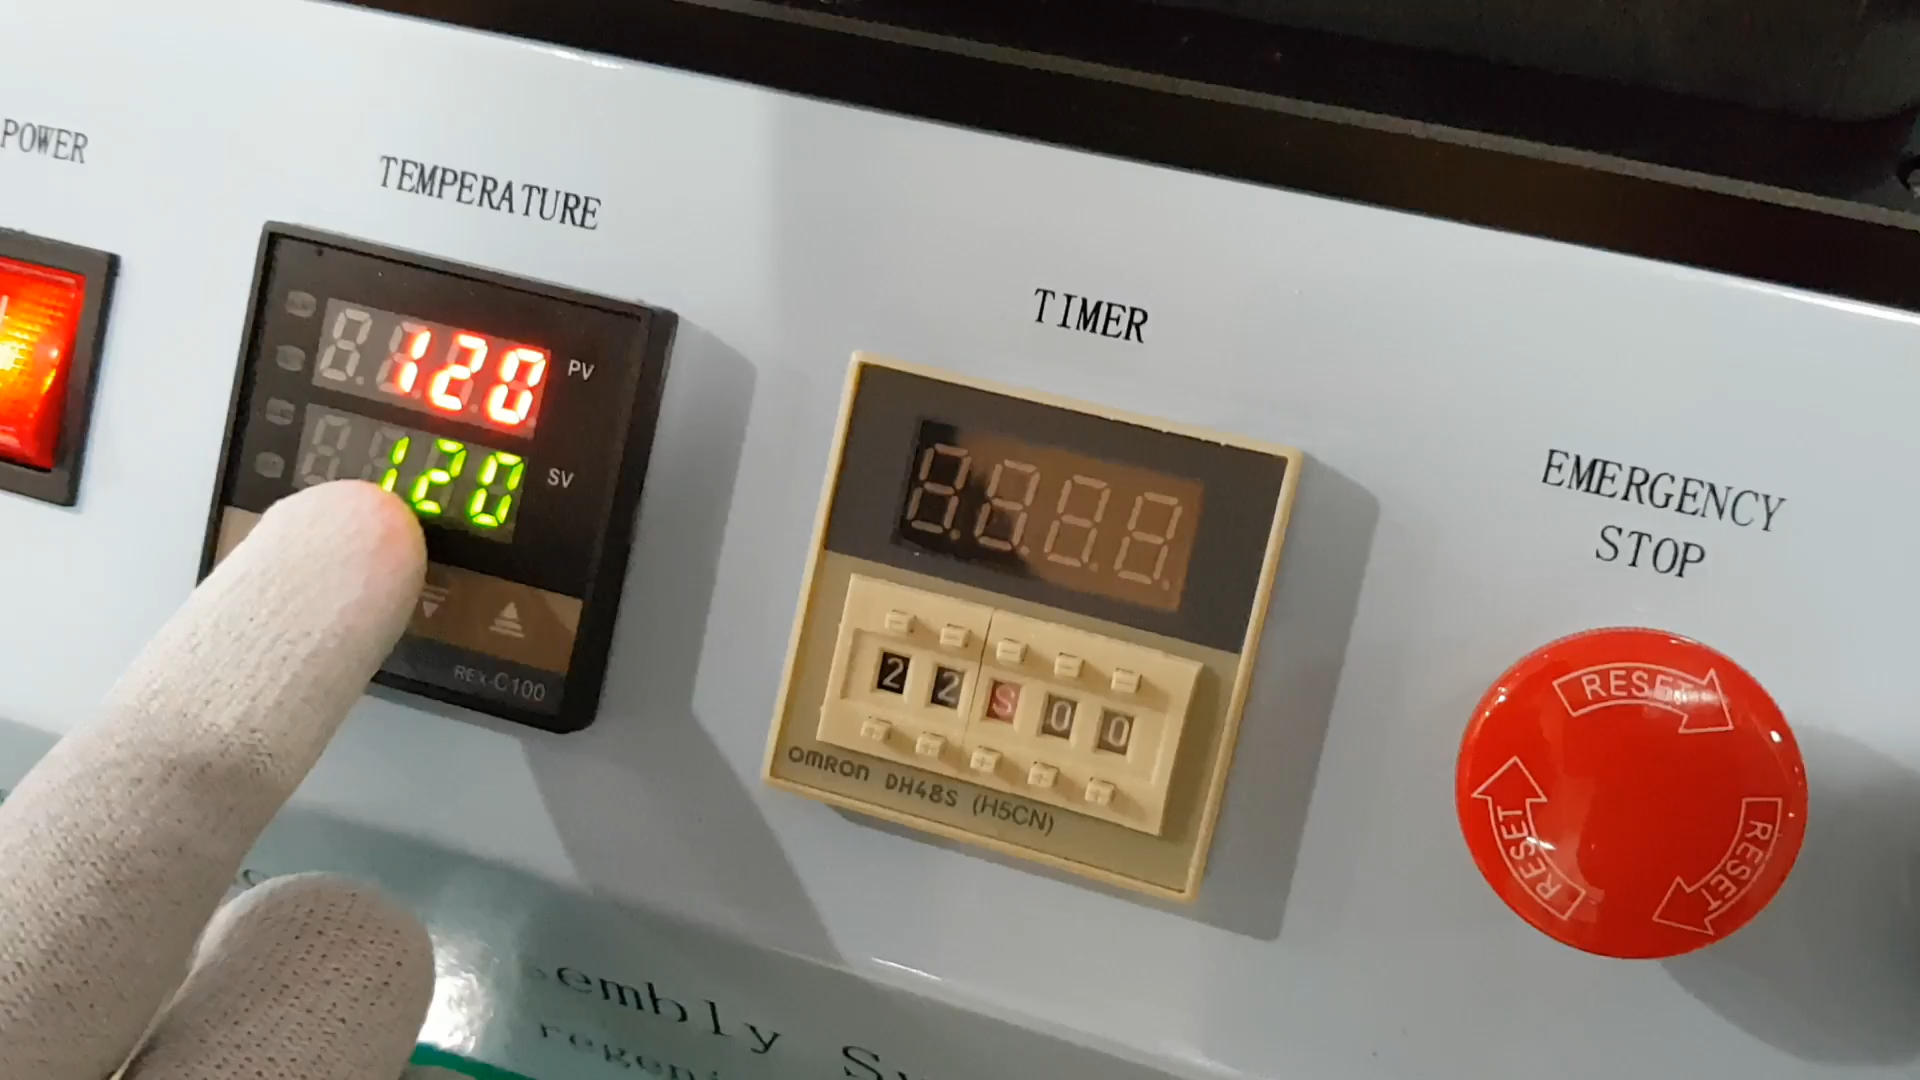 POWER
TEMPERATURE
120 PV
120 SV
REX-C100
TIMER
2 2 S 0 0
OMRON DH48S (H5CN)
EMERGENCY
STOP
RESET
RESET
RESET